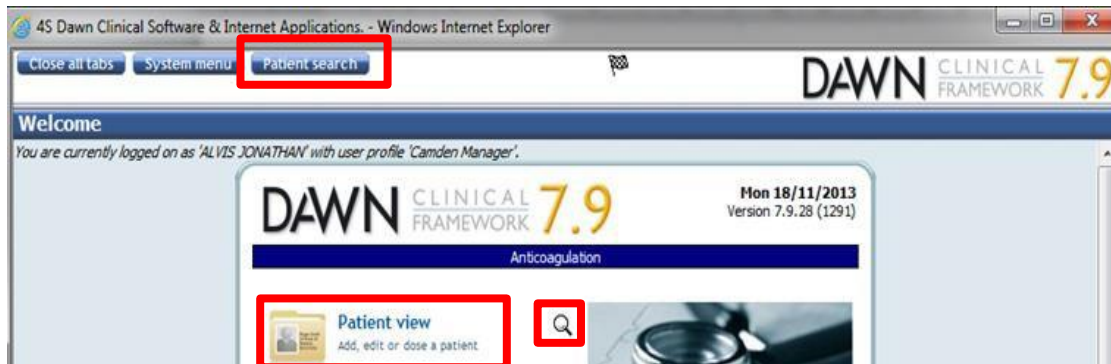 4S Dawn Clinical Software & Internet Applications. - Windows Internet Explorer
Close all tabs System menu Patient search
DAWN CLINICAL FRAMEWORK 7.9
Welcome
You are currently logged on as 'ALVIS JONATHAN' with user profile 'Camden Manager'.
DAWN CLINICAL FRAMEWORK 7.9
Mon 18/11/2013
Version 7.9.28 (1291)
Anticoagulation
Patient view
Add, edit or dose a patient